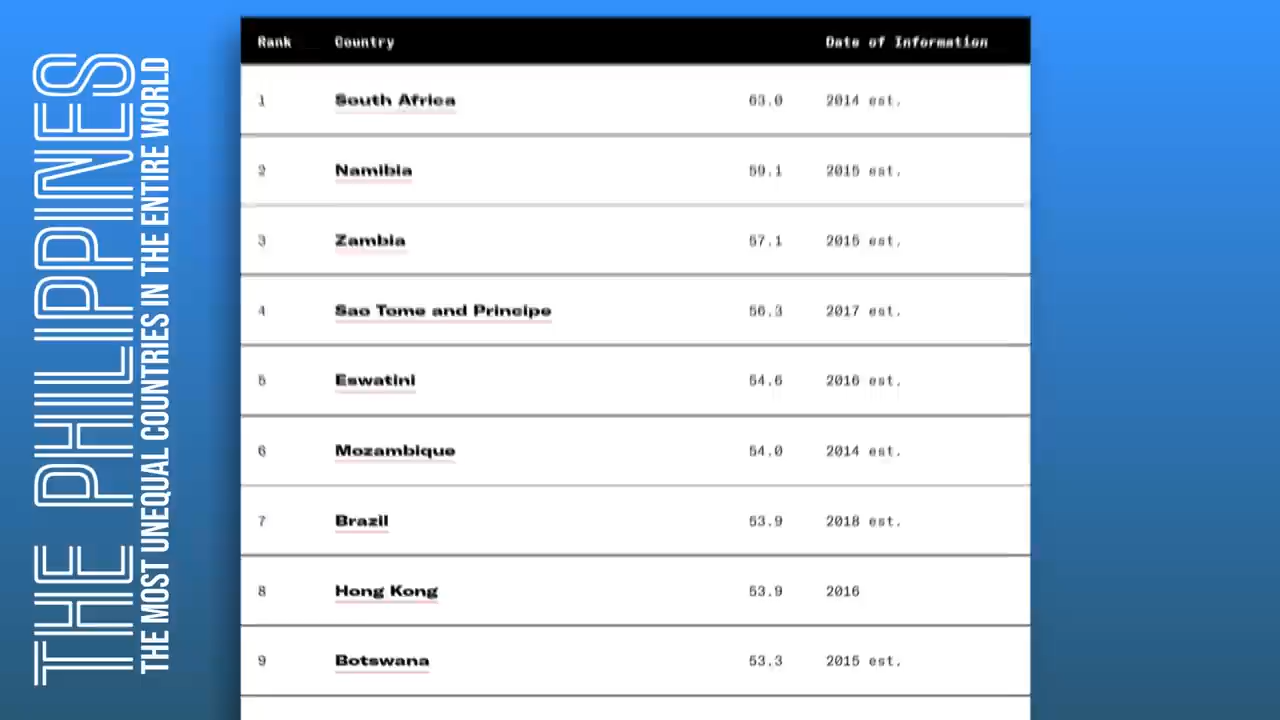 THE PHILIPPINES
THE MOST UNEQUAL COUNTRIES IN THE ENTIRE WORLD
Rank Country Date of Information
1 South Africa 63.0 2014 est.
2 Namibia 59.1 2015 est.
3 Zambia 57.1 2015 est.
4 Sao Tome and Principe 56.3 2017 est.
5 Eswatini 54.6 2016 est.
6 Mozambique 54.0 2014 est.
7 Brazil 53.9 2018 est.
8 Hong Kong 53.9 2016
9 Botswana 53.3 2015 est.